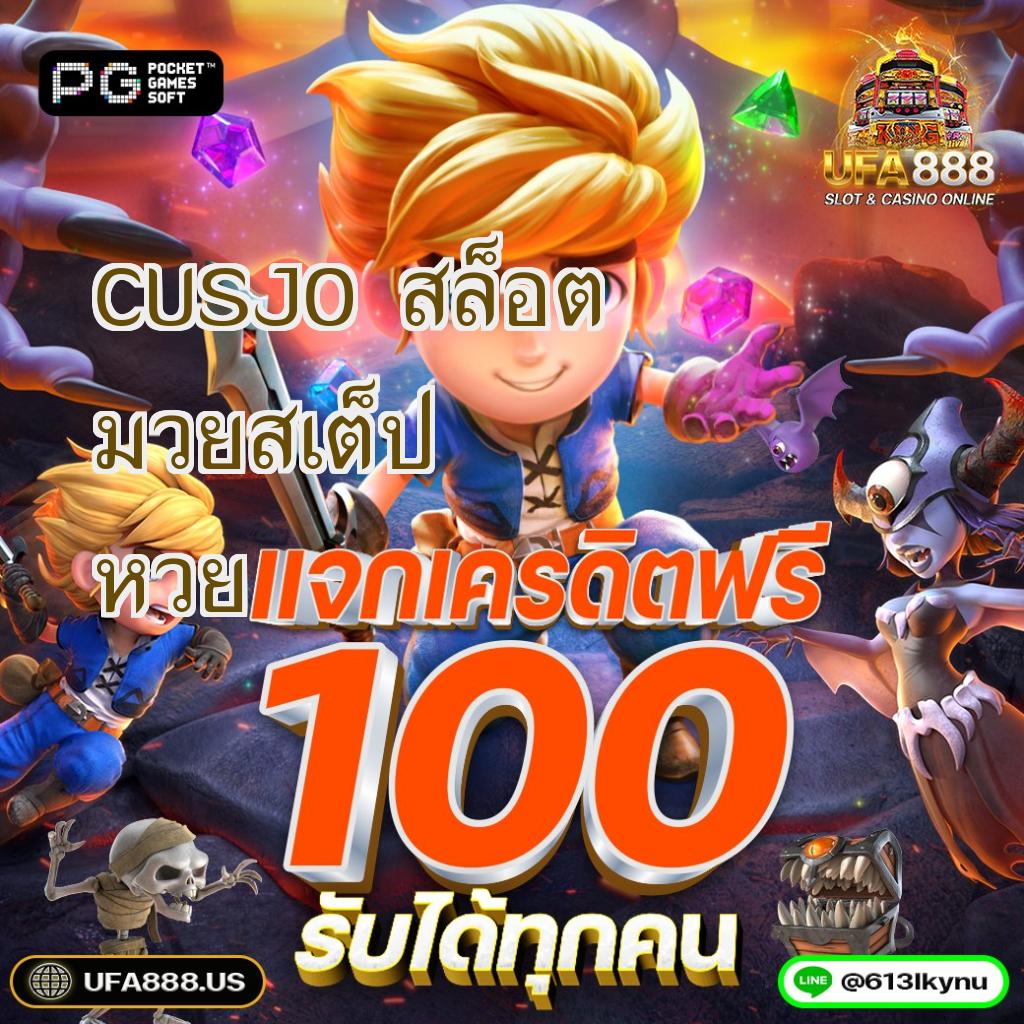 PG POCKET GAMES SOFT™
UFA888
SLOT & CASINO ONLINE
CUSJO สล็อต
มวยสเต็ป
หวย
แจกเครดิตฟรี
100
รับได้ทุกคน
UFA888.US
LINE @613lkynu